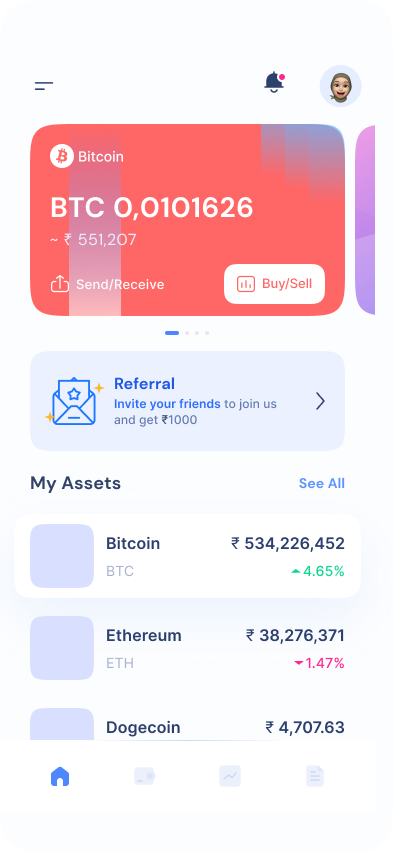 Bitcoin
BTC 0,0101626
~ ₹ 551,207
Send/Receive
Buy/Sell
Referral
Invite your friends to join us
and get ₹1000
My Assets
See All
Bitcoin
₹ 534,226,452
BTC
4.65%
Ethereum
₹ 38,276,371
ETH
1.47%
Dogecoin
₹ 4,707.63